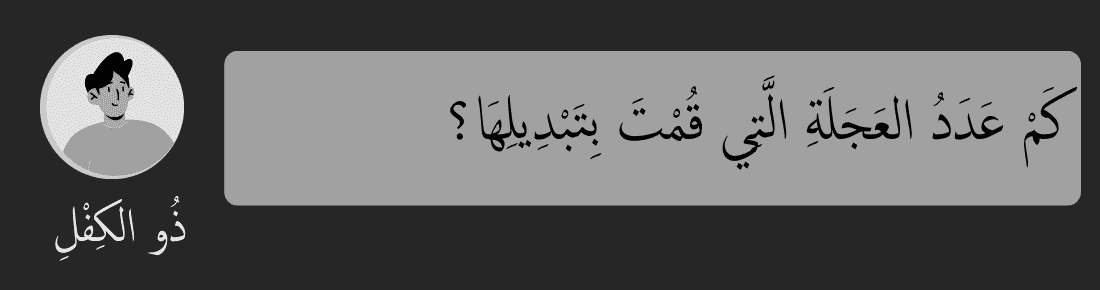 كَمْ عَدَدُ العَجَلَةِ الَّتِي قُمْتَ بِتَبْدِيلِهَا؟
ذُو الكِفْلِ